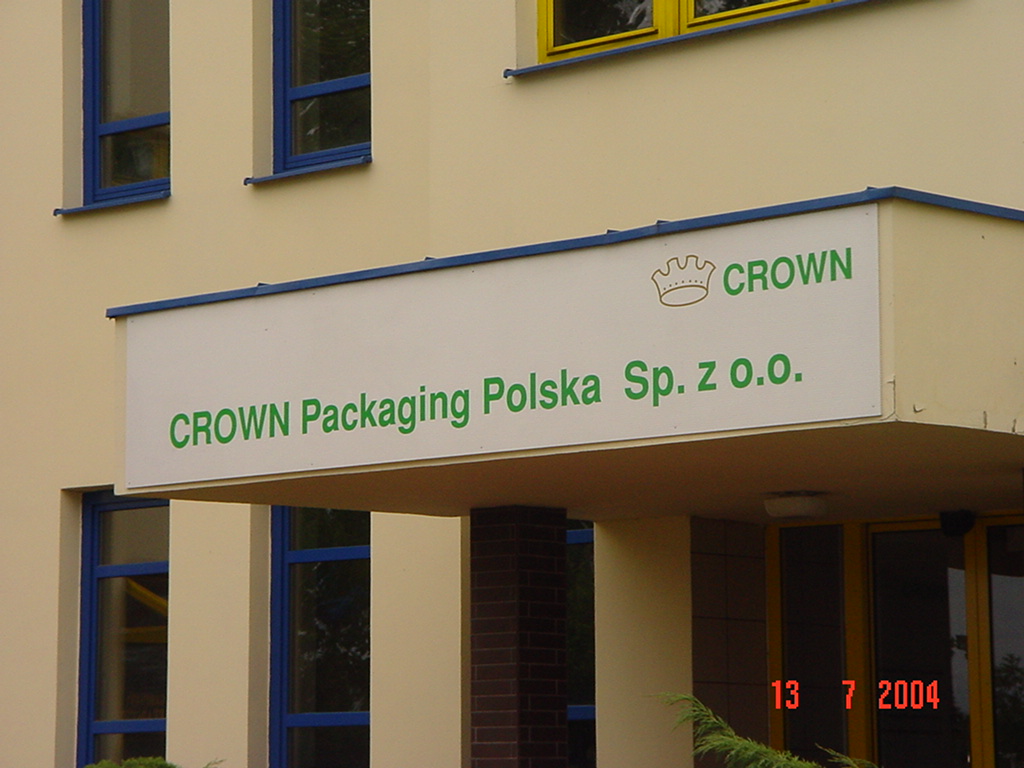 CROWN
CROWN Packaging Polska Sp. z o.o.
13 7 2004